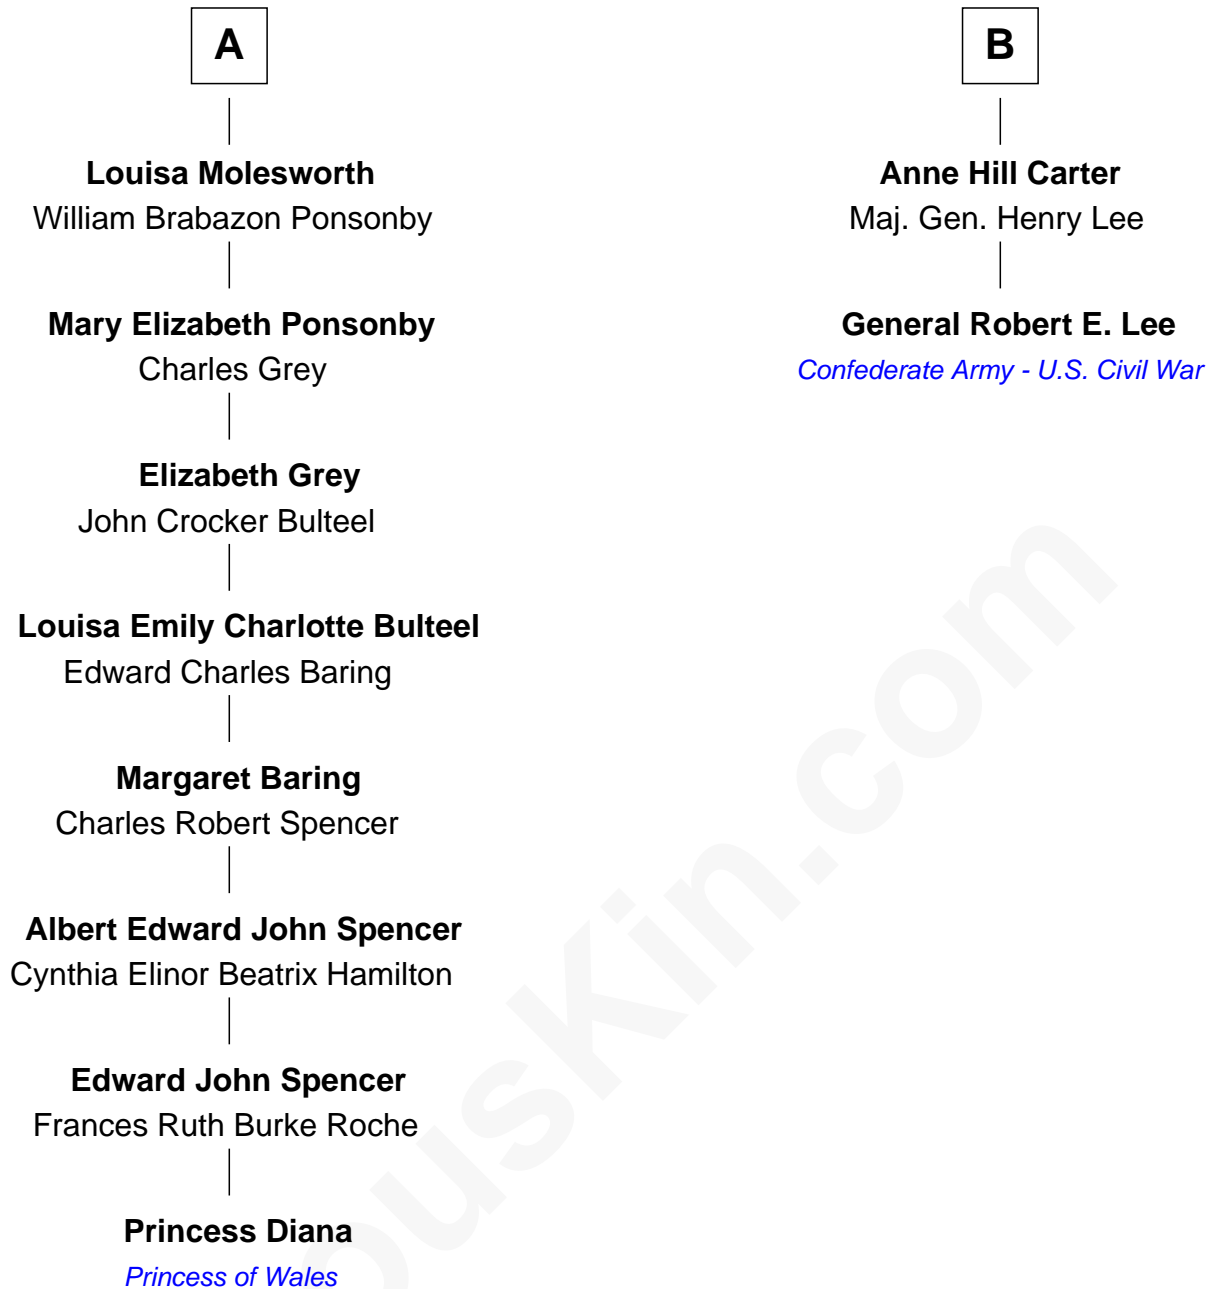 A
Louisa Molesworth
William Brabazon Ponsonby
Mary Elizabeth Ponsonby
Charles Grey
Elizabeth Grey
John Crocker Bulteel
Louisa Emily Charlotte Bulteel
Edward Charles Baring
Margaret Baring
Charles Robert Spencer
Albert Edward John Spencer
Cynthia Elinor Beatrix Hamilton
Edward John Spencer
Frances Ruth Burke Roche
Princess Diana
Princess of Wales
B
Anne Hill Carter
Maj. Gen. Henry Lee
General Robert E. Lee
Confederate Army - U.S. Civil War
ousKin.com